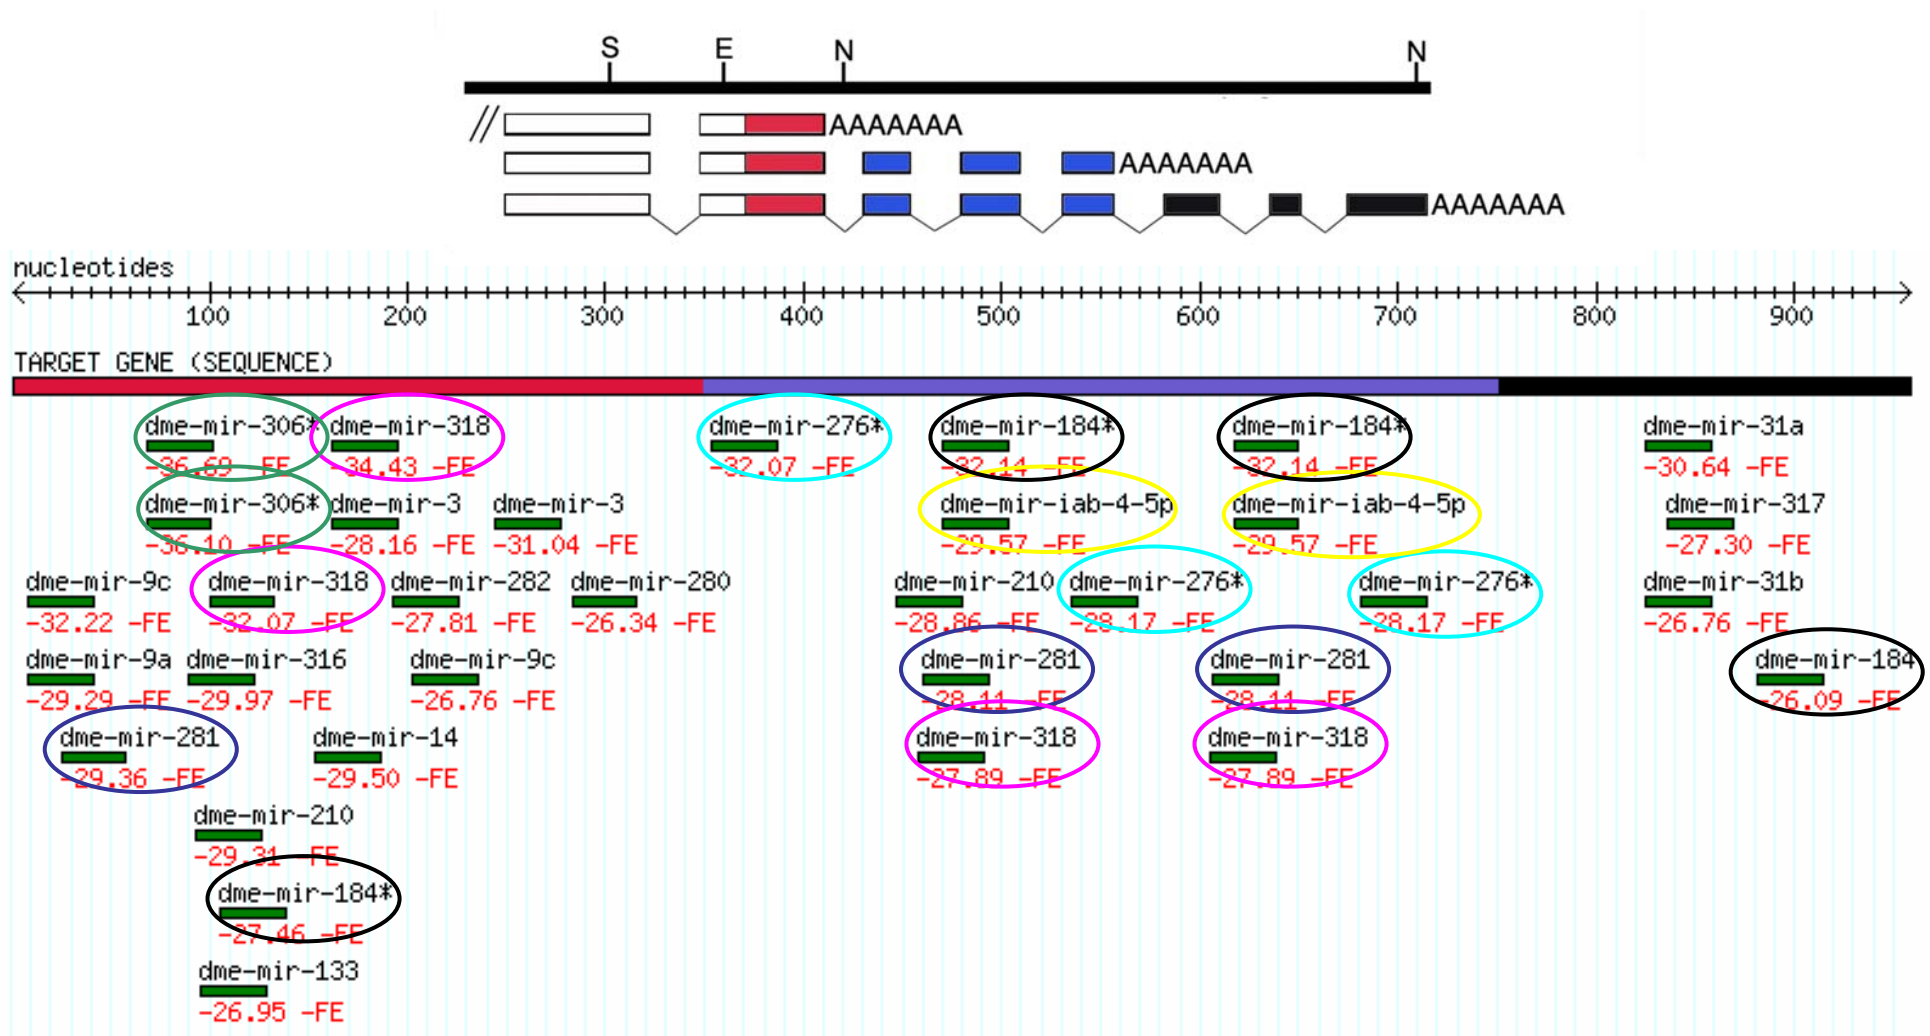 S E N N
// AAAAAAA
AAAAAAA
AAAAAAA
nucleotides
100 200 300 400 500 600 700 800 900
TARGET GENE (SEQUENCE)
dme-mir-306* dme-mir-318 dme-mir-276* dme-mir-184* dme-mir-184* dme-mir-31a
-36.69 -FE -34.43 -FE -32.07 -FE -32.14 -FE -32.14 -FE -30.64 -FE
dme-mir-306* dme-mir-3 dme-mir-3 dme-mir-iab-4-5p dme-mir-iab-4-5p dme-mir-317
-36.10 -FE -28.16 -FE -31.04 -FE -29.57 -FE -29.57 -FE -27.30 -FE
dme-mir-9c dme-mir-318 dme-mir-282 dme-mir-280 dme-mir-210 dme-mir-276* dme-mir-276* dme-mir-31b
-32.22 -FE -32.07 -FE -27.81 -FE -26.34 -FE -28.86 -FE -28.17 -FE -28.17 -FE -26.76 -FE
dme-mir-9a dme-mir-316 dme-mir-9c dme-mir-281 dme-mir-281 dme-mir-184
-29.29 -FE -29.97 -FE -26.76 -FE -28.11 -FE -28.11 -FE -26.09 -FE
dme-mir-281 dme-mir-14 dme-mir-318 dme-mir-318
-29.36 -FE -29.50 -FE -27.89 -FE -27.89 -FE
dme-mir-210
-29.31 -FE
dme-mir-184*
-27.46 -FE
dme-mir-133
-26.95 -FE